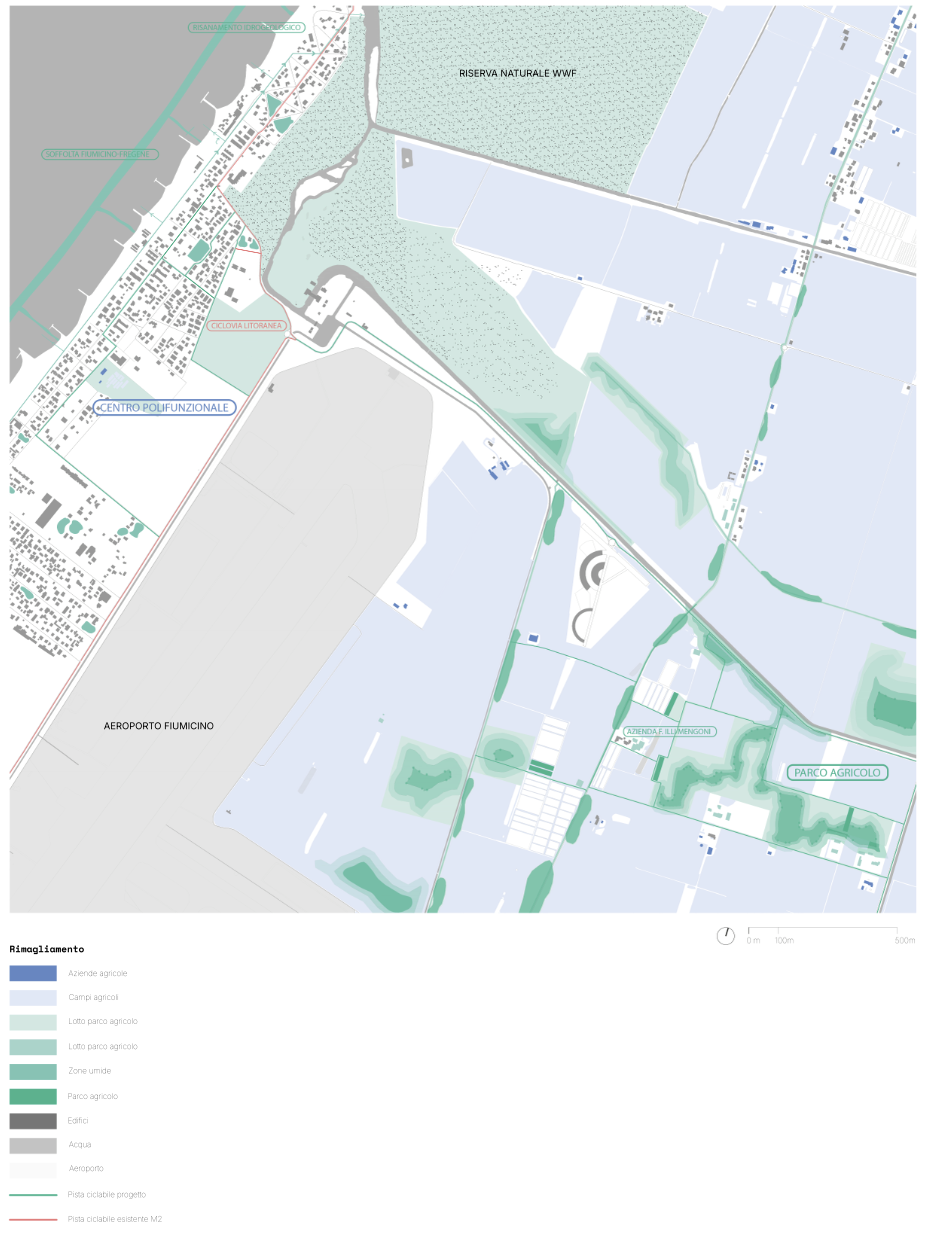 RISANAMENTO IDROGEOLOGICO
RISERVA NATURALE WWF
SOFFOLTA FIUMICINO-FREGENE
CICLOVIA LITORANEA
CENTRO POLIFUNZIONALE
AEROPORTO FIUMICINO
AZIENDA F.ILLI MENGONI
PARCO AGRICOLO
0 m 100m 500m
Rimagliamento
Aziende agricole
Campi agricoli
Lotto parco agricolo
Lotto parco agricolo
Zone umide
Parco agricolo
Edifici
Acqua
Aeroporto
Pista ciclabile progetto
Pista ciclabile esistente M2